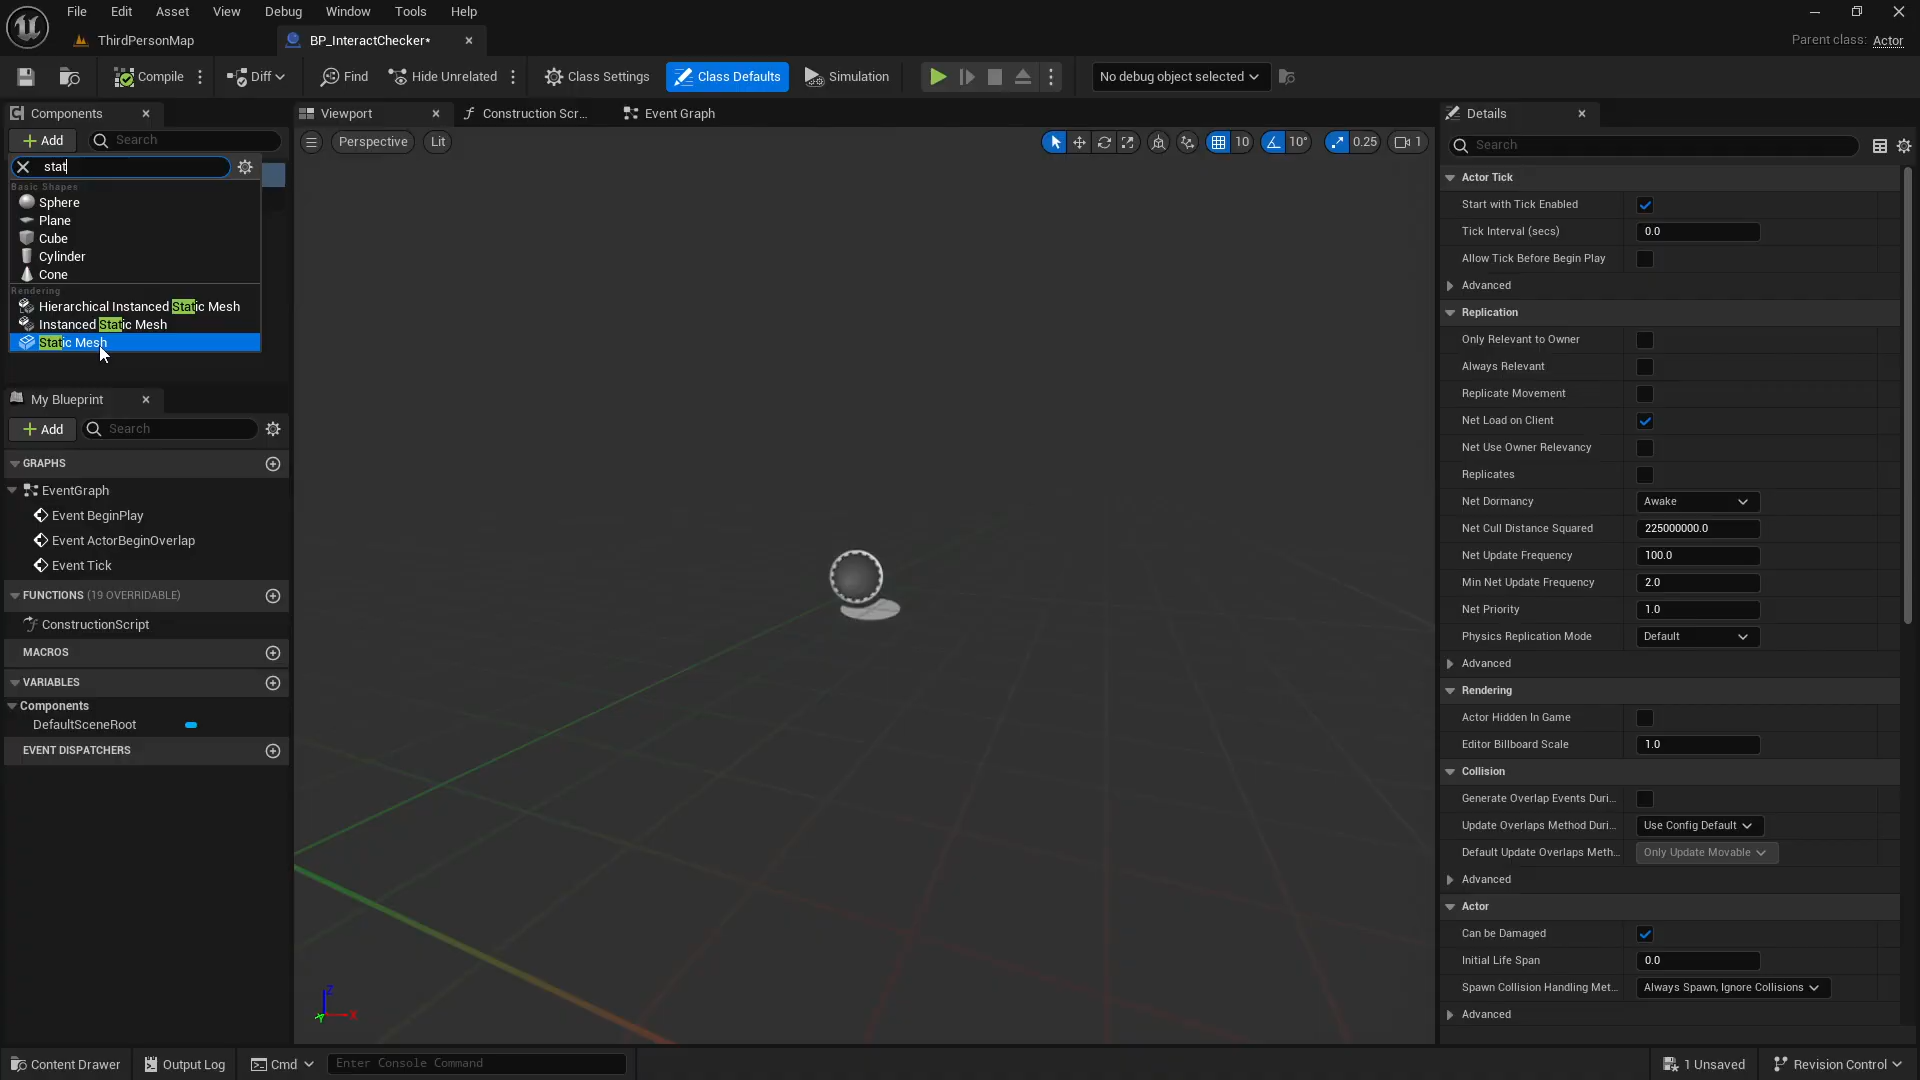 File Edit Asset View Debug Window Tools Help
ThirdPersonMap BP_InteractChecker* Parent class: Actor
Compile Diff Find Hide Unrelated Class Settings Class Defaults Simulation No debug object selected
Components Viewport Construction Scr... Event Graph Details
Add Search Perspective Lit 10 10° 0.25 1 Search
stat
Basic Shapes
Sphere
Plane
Cube
Cylinder
Cone
Rendering
Hierarchical Instanced Static Mesh
Instanced Static Mesh
Static Mesh
My Blueprint
Add Search
GRAPHS
EventGraph
Event BeginPlay
Event ActorBeginOverlap
Event Tick
FUNCTIONS (19 OVERRIDABLE)
ConstructionScript
MACROS
VARIABLES
Components
DefaultSceneRoot
EVENT DISPATCHERS
Z
X
Y
Actor Tick
Start with Tick Enabled
Tick Interval (secs) 0.0
Allow Tick Before Begin Play
Advanced
Replication
Only Relevant to Owner
Always Relevant
Replicate Movement
Net Load on Client
Net Use Owner Relevancy
Replicates
Net Dormancy Awake
Net Cull Distance Squared 225000000.0
Net Update Frequency 100.0
Min Net Update Frequency 2.0
Net Priority 1.0
Physics Replication Mode Default
Advanced
Rendering
Actor Hidden In Game
Editor Billboard Scale 1.0
Collision
Generate Overlap Events Duri...
Update Overlaps Method Duri... Use Config Default
Default Update Overlaps Meth... Only Update Movable
Advanced
Actor
Can be Damaged
Initial Life Span 0.0
Spawn Collision Handling Met... Always Spawn, Ignore Collisions
Advanced
Content Drawer Output Log Cmd Enter Console Command 1 Unsaved Revision Control